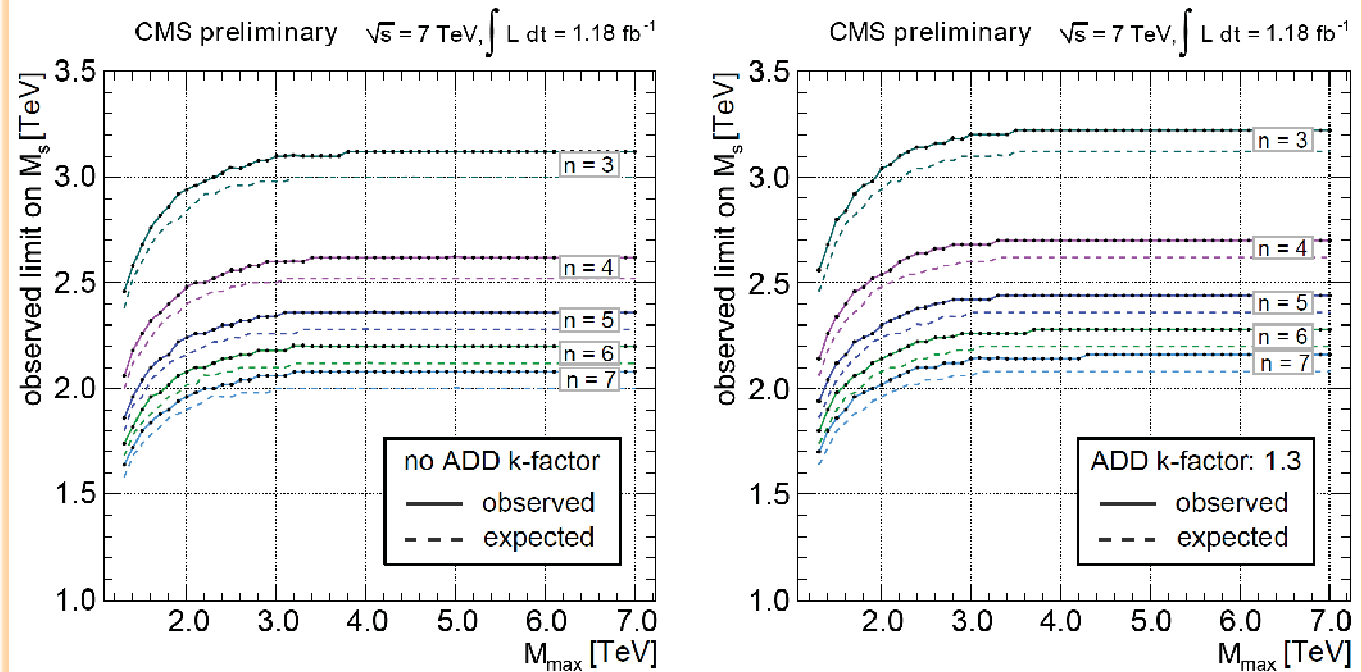 CMS preliminary √s = 7 TeV, ∫ L dt = 1.18 fb⁻¹
observed limit on Mₛ [TeV]
3.5
3.0
2.5
2.0
1.5
1.0
n = 3
n = 4
n = 5
n = 6
n = 7
no ADD k-factor
observed
expected
2.0 3.0 4.0 5.0 6.0 7.0
M_max [TeV]
CMS preliminary √s = 7 TeV, ∫ L dt = 1.18 fb⁻¹
observed limit on Mₛ [TeV]
3.5
3.0
2.5
2.0
1.5
1.0
n = 3
n = 4
n = 5
n = 6
n = 7
ADD k-factor: 1.3
observed
expected
2.0 3.0 4.0 5.0 6.0 7.0
M_max [TeV]